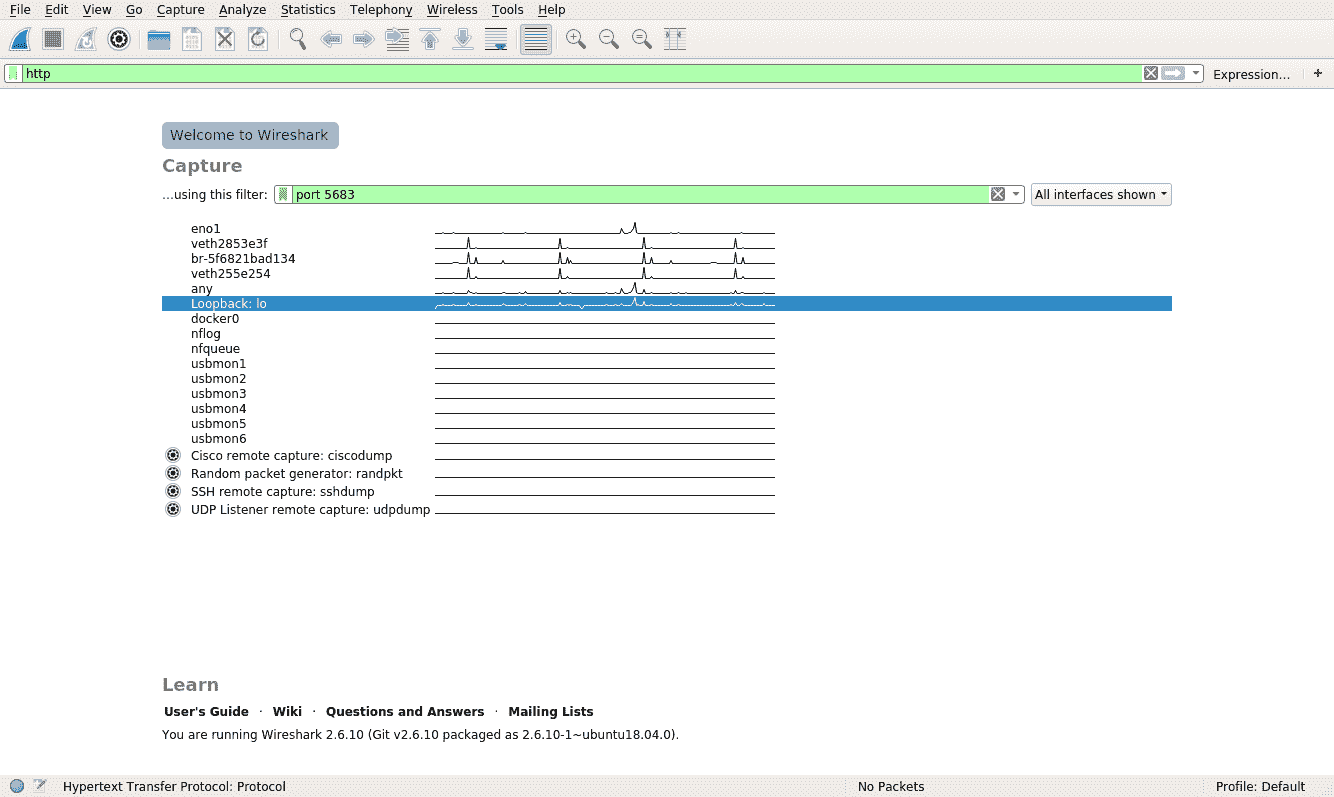 File Edit View Go Capture Analyze Statistics Telephony Wireless Tools Help
http Expression... +
Welcome to Wireshark
Capture
...using this filter: port 5683 All interfaces shown
eno1
veth2853e3f
br-5f6821bad134
veth255e254
any
Loopback: lo
docker0
nflog
nfqueue
usbmon1
usbmon2
usbmon3
usbmon4
usbmon5
usbmon6
Cisco remote capture: ciscodump
Random packet generator: randpkt
SSH remote capture: sshdump
UDP Listener remote capture: udpdump
Learn
User's Guide · Wiki · Questions and Answers · Mailing Lists
You are running Wireshark 2.6.10 (Git v2.6.10 packaged as 2.6.10-1~ubuntu18.04.0).
Hypertext Transfer Protocol: Protocol No Packets Profile: Default